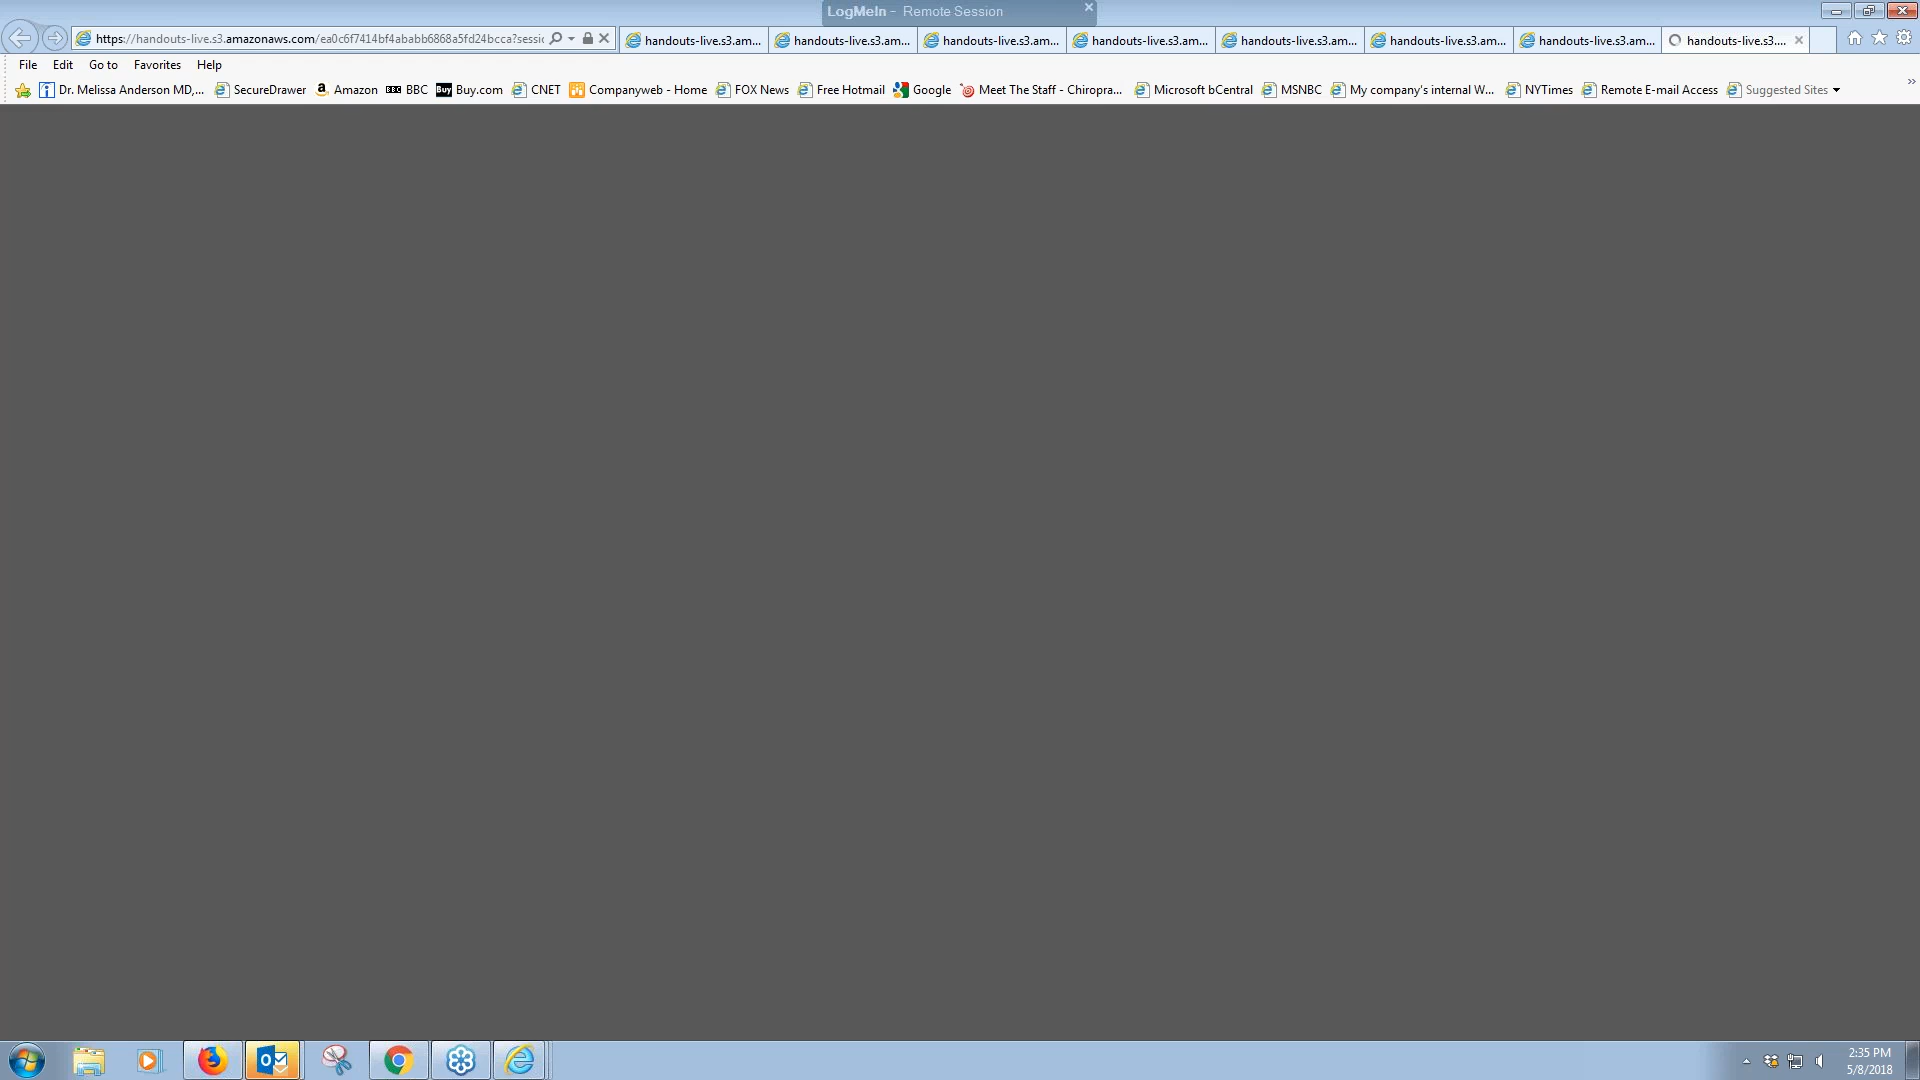 LogMeIn - Remote Session
https://handouts-live.s3.amazonaws.com/ea0c6f7414bf4ababb6868a5fd24bcca?sessic
handouts-live.s3.am...
handouts-live.s3.am...
handouts-live.s3.am...
handouts-live.s3.am...
handouts-live.s3.am...
handouts-live.s3.am...
handouts-live.s3.am...
handouts-live.s3....
File Edit Go to Favorites Help
Dr. Melissa Anderson MD,... SecureDrawer Amazon BBC BBC Buy Buy.com CNET Companyweb - Home FOX News Free Hotmail Google Meet The Staff - Chiropra... Microsoft bCentral MSNBC My company's internal W... NYTimes Remote E-mail Access Suggested Sites
2:35 PM
5/8/2018